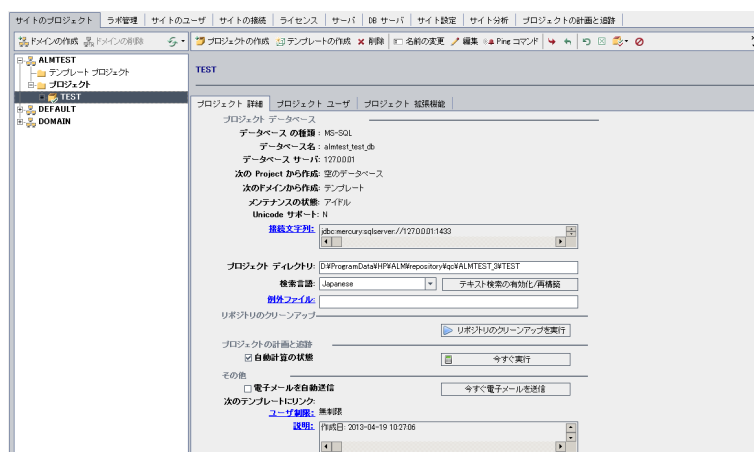 サイトのプロジェクト ラボ管理 サイトのユーザ サイトの接続 ライセンス サーバ DB サーバ サイト設定 サイト分析 プロジェクトの計画と追跡
ドメインの作成 ドメインの削除 プロジェクトの作成 テンプレートの作成 削除 名前の変更 編集 Ping コマンド
ALMTEST
テンプレート プロジェクト
プロジェクト
TEST
DEFAULT
DOMAIN
TEST
プロジェクト 詳細 プロジェクト ユーザ プロジェクト 拡張機能
プロジェクト データベース
データベース の種類: MS-SQL
データベース名: almtest_test_db
データベース サーバ: 127.0.0.1
次の Project から作成: 空のデータベース
次のドメインから作成: テンプレート
メンテナンスの状態: アイドル
Unicode サポート: N
接続文字列: jdbc:mercury:sqlserver://127.0.0.1:1433
プロジェクト ディレクトリ: D:¥ProgramData¥HP¥ALM¥repository¥qc¥ALMTEST_3¥TEST
検索言語: Japanese テキスト検索の有効化/再構築
例外ファイル:
リポジトリのクリーンアップ
リポジトリのクリーンアップを実行
プロジェクトの計画と追跡
自動計算の状態 今すぐ実行
その他
電子メールを自動送信 今すぐ電子メールを送信
次のテンプレートにリンク:
ユーザ制限: 無制限
説明: 作成日: 2013-04-19 10:27:06